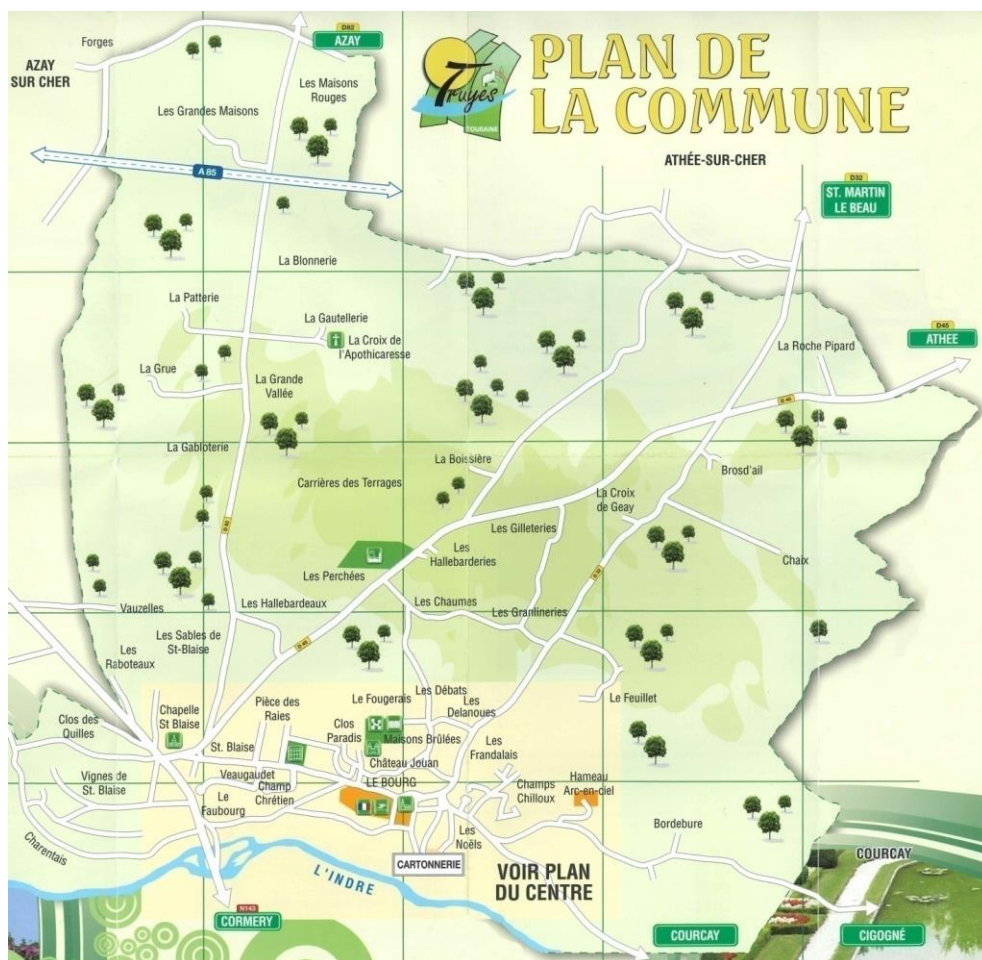 PLAN DE
LA COMMUNE
Truyes
TOURAINE
D82
AZAY
Forges
AZAY
SUR CHER
Les Maisons
Rouges
Les Grandes Maisons
A 85
ATHÉE-SUR-CHER
D32
ST. MARTIN
LE BEAU
La Blonnerie
La Patterie
La Gautellerie
La Croix de
l'Apothicaresse
D45
ATHEE
La Roche Pipard
La Grue
La Grande
Vallée
D 45
La Gabloterie
La Boissière
Brosd'ail
Carrières des Terrages
La Croix
de Geay
D 82
Les Gilleteries
Les
Hallebarderies
Chaix
Les Perchées
D 32
Vauzelles
Les Hallebardeaux
Les Chaumes
Les Granlineries
Les Sables de
St-Blaise
Les
Raboteaux
D 45
Le Feuillet
Clos des
Quilles
Chapelle
St Blaise
Pièce des
Raies
Le Fougerais
Les Débats
Les
Delanoues
Clos
Paradis
Maisons Brûlées
St. Blaise
Les
Frandalais
Château Jouan
Vignes de
St. Blaise
Veaugaudet
Champ
Chrétien
LE BOURG
Champs
Chilloux
Hameau
Arc-en-ciel
Le
Faubourg
Charentais
Les
Noëls
Bordebure
CARTONNERIE
VOIR PLAN
DU CENTRE
COURCAY
L'INDRE
N143
CORMERY
COURCAY
CIGOGNÉ